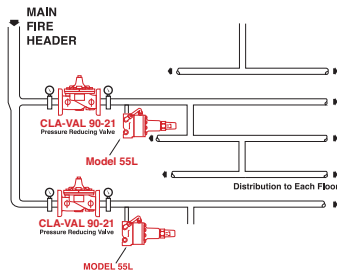 MAIN
FIRE
HEADER
CLA-VAL 90-21
Pressure Reducing Valve
Model 55L
Distribution to Each Floor
CLA-VAL 90-21
Pressure Reducing Valve
MODEL 55L